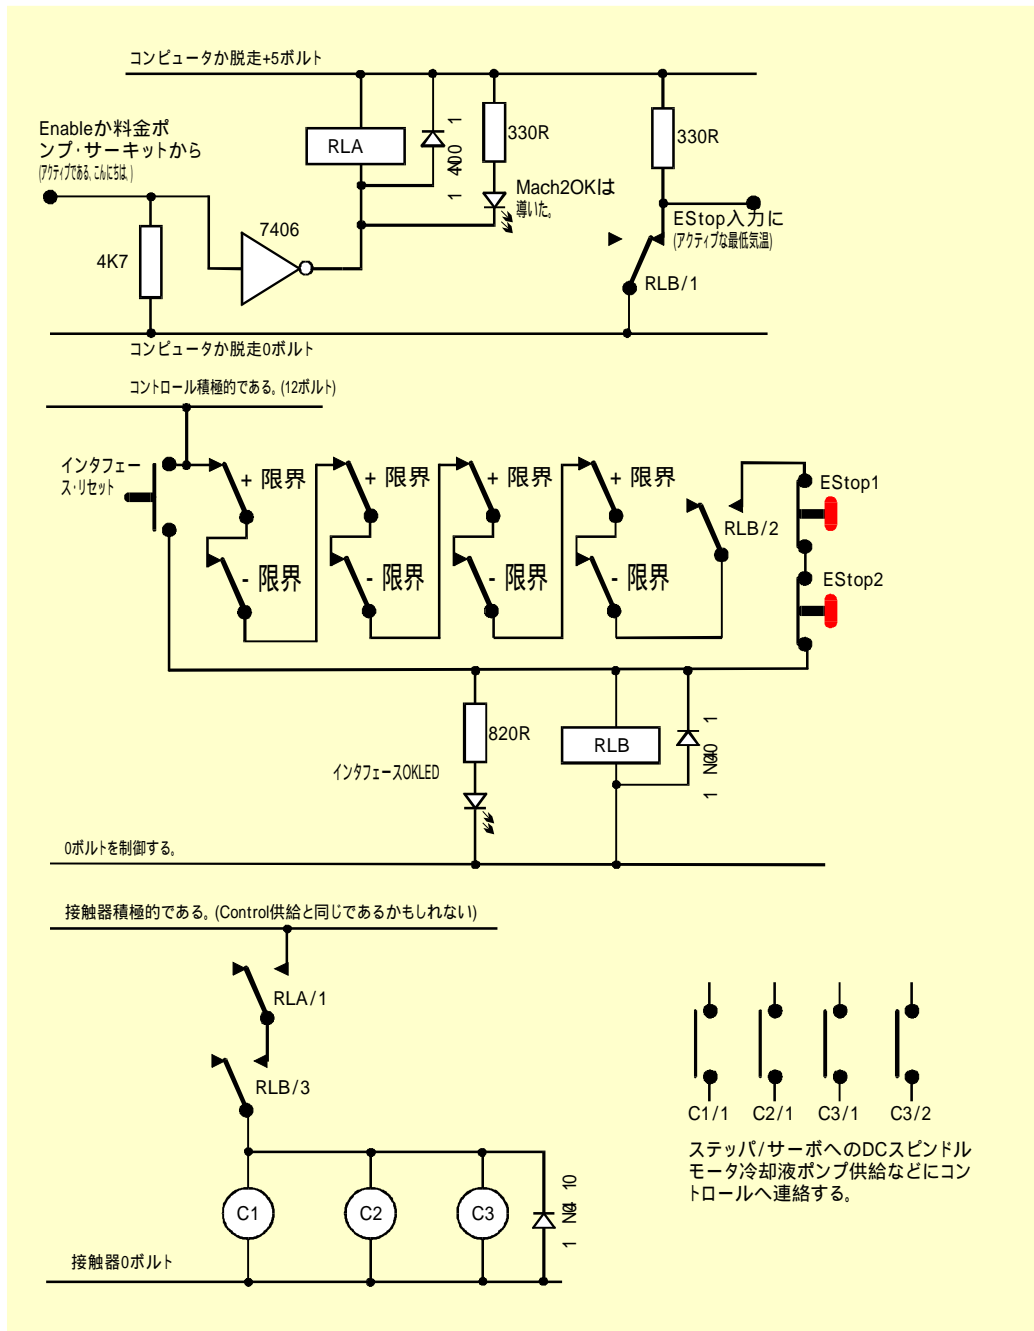 コンピュータか脱走+5ボルト
Enableか料金ポ
ンプ・サーキットから
(アクティブである、こんにちは、)
RLA
330R
330R
Mach2OKは
導いた。
EStop入力に
(アクティブな最低気温)
7406
4K7
RLB/1
コンピュータか脱走0ボルト
コントロール積極的である。(12ボルト)
インタフェー
ス・リセット
+ 限界
+ 限界
+ 限界
+ 限界
EStop1
RLB/2
- 限界
- 限界
- 限界
- 限界
EStop2
820R
RLB
インタフェースOKLED
0ボルトを制御する。
接触器積極的である。(Control供給と同じであるかもしれない)
RLA/1
RLB/3
C1/1
C2/1
C3/1
C3/2
ステッパ/サーボへのDCスピンドル
モータ冷却液ポンプ供給などにコン
トロールへ連絡する。
C1
C2
C3
接触器0ボルト